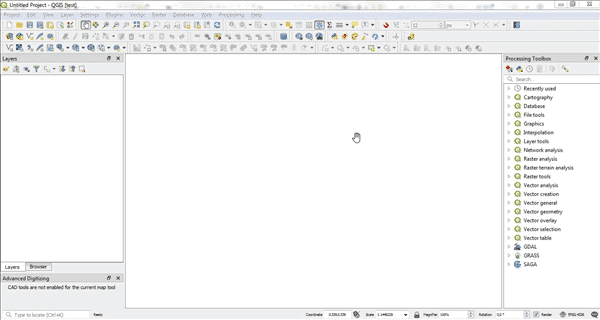 Untitled Project - QGIS [test]
Project Edit View Layer Settings Plugins Vector Raster Database Web Processing Help
Layers
Processing Toolbox
Search...
Recently used
Cartography
Database
File tools
Graphics
Interpolation
Layer tools
Network analysis
Raster analysis
Raster terrain analysis
Raster tools
Vector analysis
Vector creation
Vector general
Vector geometry
Vector overlay
Vector selection
Vector table
GDAL
GRASS
SAGA
Layers Browser
Advanced Digitizing
CAD tools are not enabled for the current map tool
Type to locate (Ctrl+K) Ready Coordinate Scale Magnifier 100% Rotation 0.0 ° Render EPSG:4326